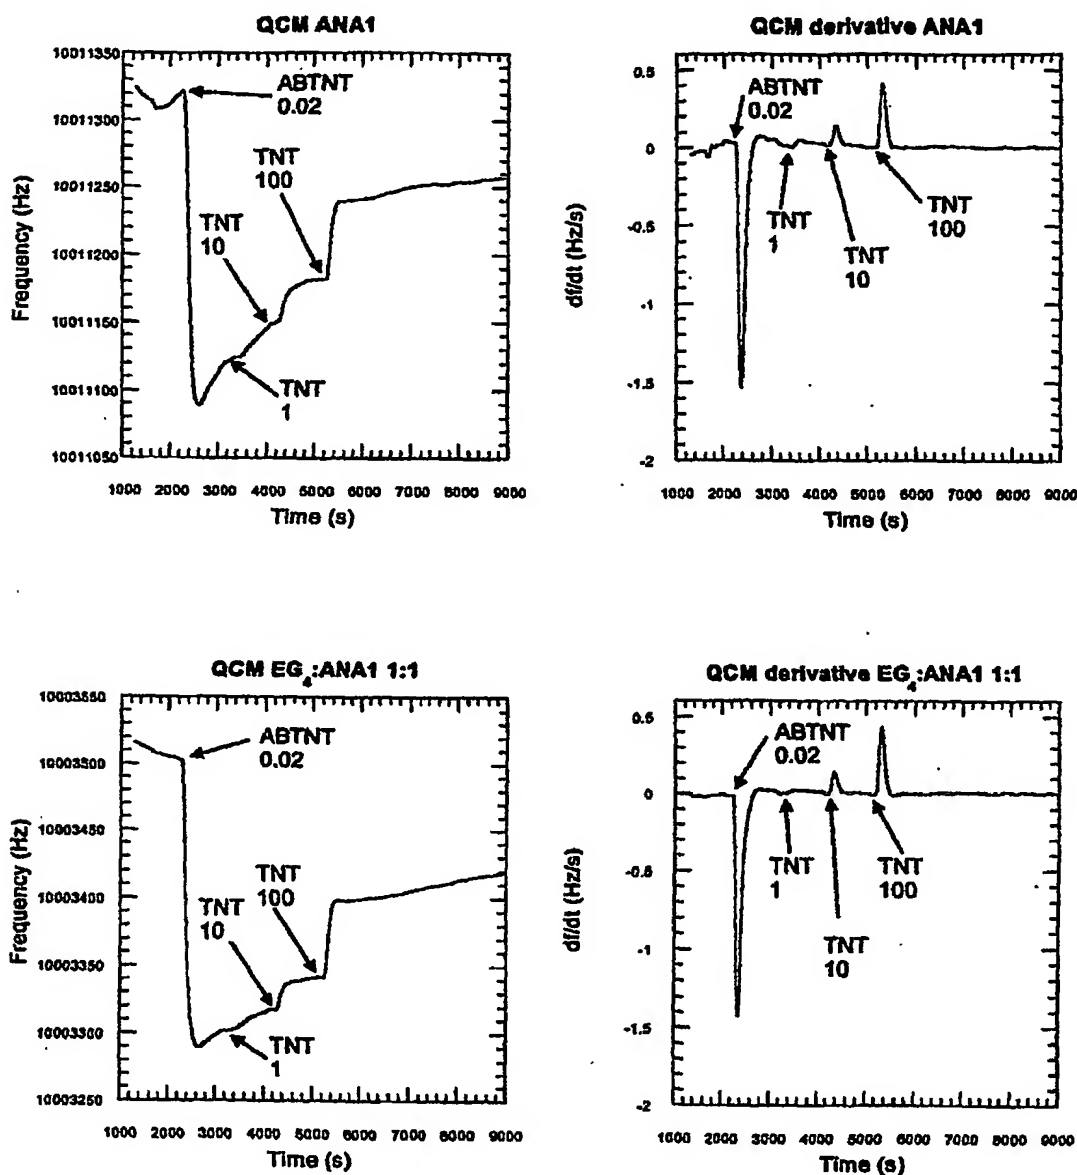 QCM ANA1
10011350
10011300
10011250
10011200
10011150
10011100
10011050
Frequency (Hz)
ABTNT
0.02
TNT
100
TNT
10
TNT
1
1000 2000 3000 4000 5000 6000 7000 8000 9000
Time (s)
QCM derivative ANA1
0.5
0
-0.5
-1
-1.5
-2
df/dt (Hz/s)
ABTNT
0.02
TNT
1
TNT
10
TNT
100
1000 2000 3000 4000 5000 6000 7000 8000 9000
Time (s)
QCM EG4:ANA1 1:1
10003550
10003500
10003450
10003400
10003350
10003300
10003250
Frequency (Hz)
ABTNT
0.02
TNT
100
TNT
10
TNT
1
1000 2000 3000 4000 5000 6000 7000 8000 9000
Time (s)
QCM derivative EG4:ANA1 1:1
0.5
0
-0.5
-1
-1.5
-2
df/dt (Hz/s)
ABTNT
0.02
TNT
1
TNT
10
TNT
100
1000 2000 3000 4000 5000 6000 7000 8000 9000
Time (s)